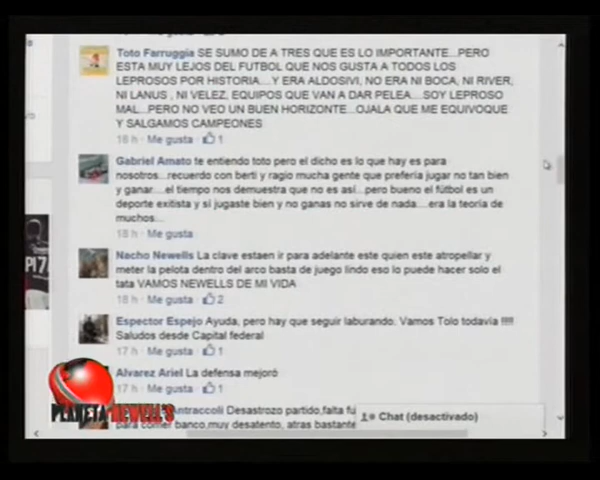 Toto Farruggia SE SUMO DE A TRES QUE ES LO IMPORTANTE...PERO
ESTA MUY LEJOS DEL FUTBOL QUE NOS GUSTA A TODOS LOS
LEPROSOS POR HISTORIA....Y ERA ALDOSIVI, NO ERA NI BOCA, NI RIVER,
NI LANUS , NI VELEZ, EQUIPOS QUE VAN A DAR PELEA....SOY LEPROSO
MAL...PERO NO VEO UN BUEN HORIZONTE...OJALA QUE ME EQUIVOQUE
Y SALGAMOS CAMPEONES
18 h · Me gusta · 1
Gabriel Amato te entiendo toto pero el dicho es lo que hay es para
nosotros...recuerdo con berti y ragio mucha gente que prefería jugar no tan bien
y ganar....el tiempo nos demuestra que no es así...pero bueno el fútbol es un
deporte exitista y si jugaste bien y no ganas no sirve de nada....era la teoría de
muchos...
18 h · Me gusta
Nacho Newells La clave estaen ir para adelante este quien este atropellar y
meter la pelota dentro del arco basta de juego lindo eso lo puede hacer solo el
tata VAMOS NEWELLS DE MI VIDA
18 h · Me gusta · 2
Espector Espejo Ayuda, pero hay que seguir laburando. Vamos Tolo todavía !!!!
Saludos desde Capital federal
17 h · Me gusta · 1
Alvarez Ariel La defensa mejoró
17 h · Me gusta · 1
ntraccoli Desastrozo partido,falta fú
para comer banco,muy desatento, atras bastante
Chat (desactivado)
PLANETA NEWELL'S